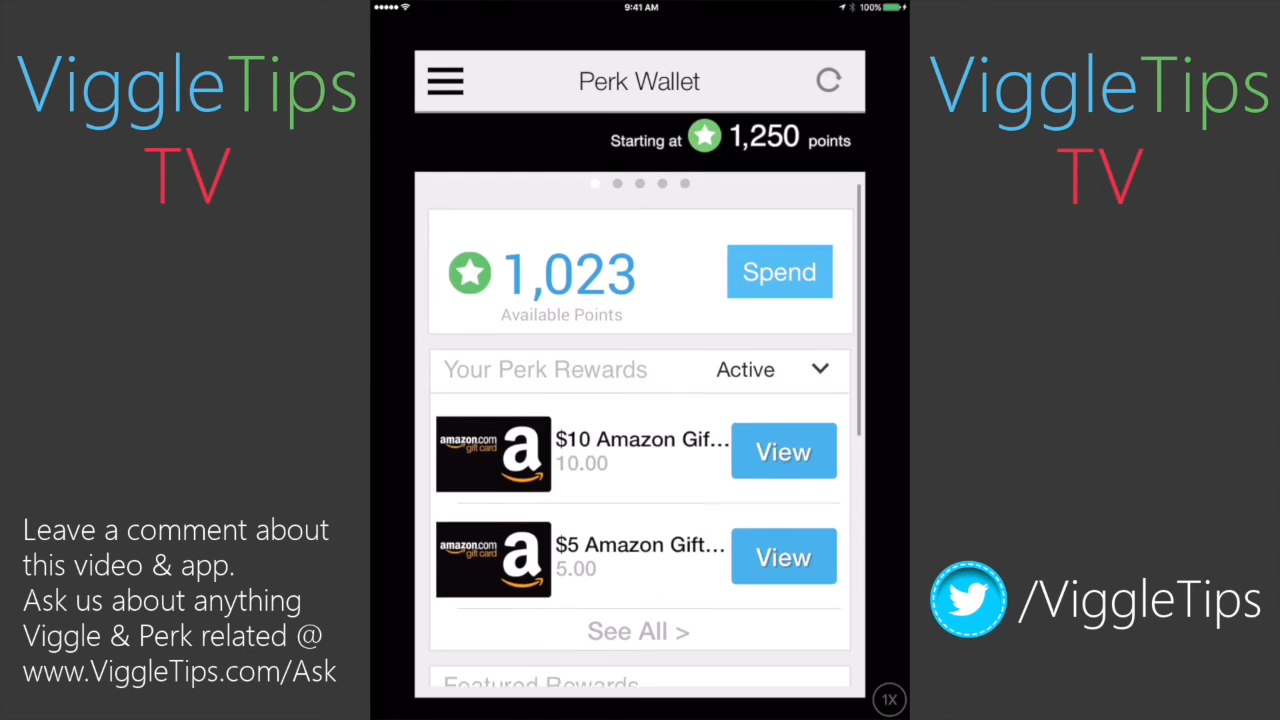 9:41 AM
100%
ViggleTips
TV
Perk Wallet
Starting at 1,250 points
1,023
Available Points
Spend
Your Perk Rewards Active
amazon.com
gift card
$10 Amazon Gif...
10.00
View
amazon.com
gift card
$5 Amazon Gift...
5.00
View
See All >
Featured Rewards
1X
Leave a comment about
this video & app.
Ask us about anything
Viggle & Perk related @
www.ViggleTips.com/Ask
ViggleTips
TV
/ViggleTips